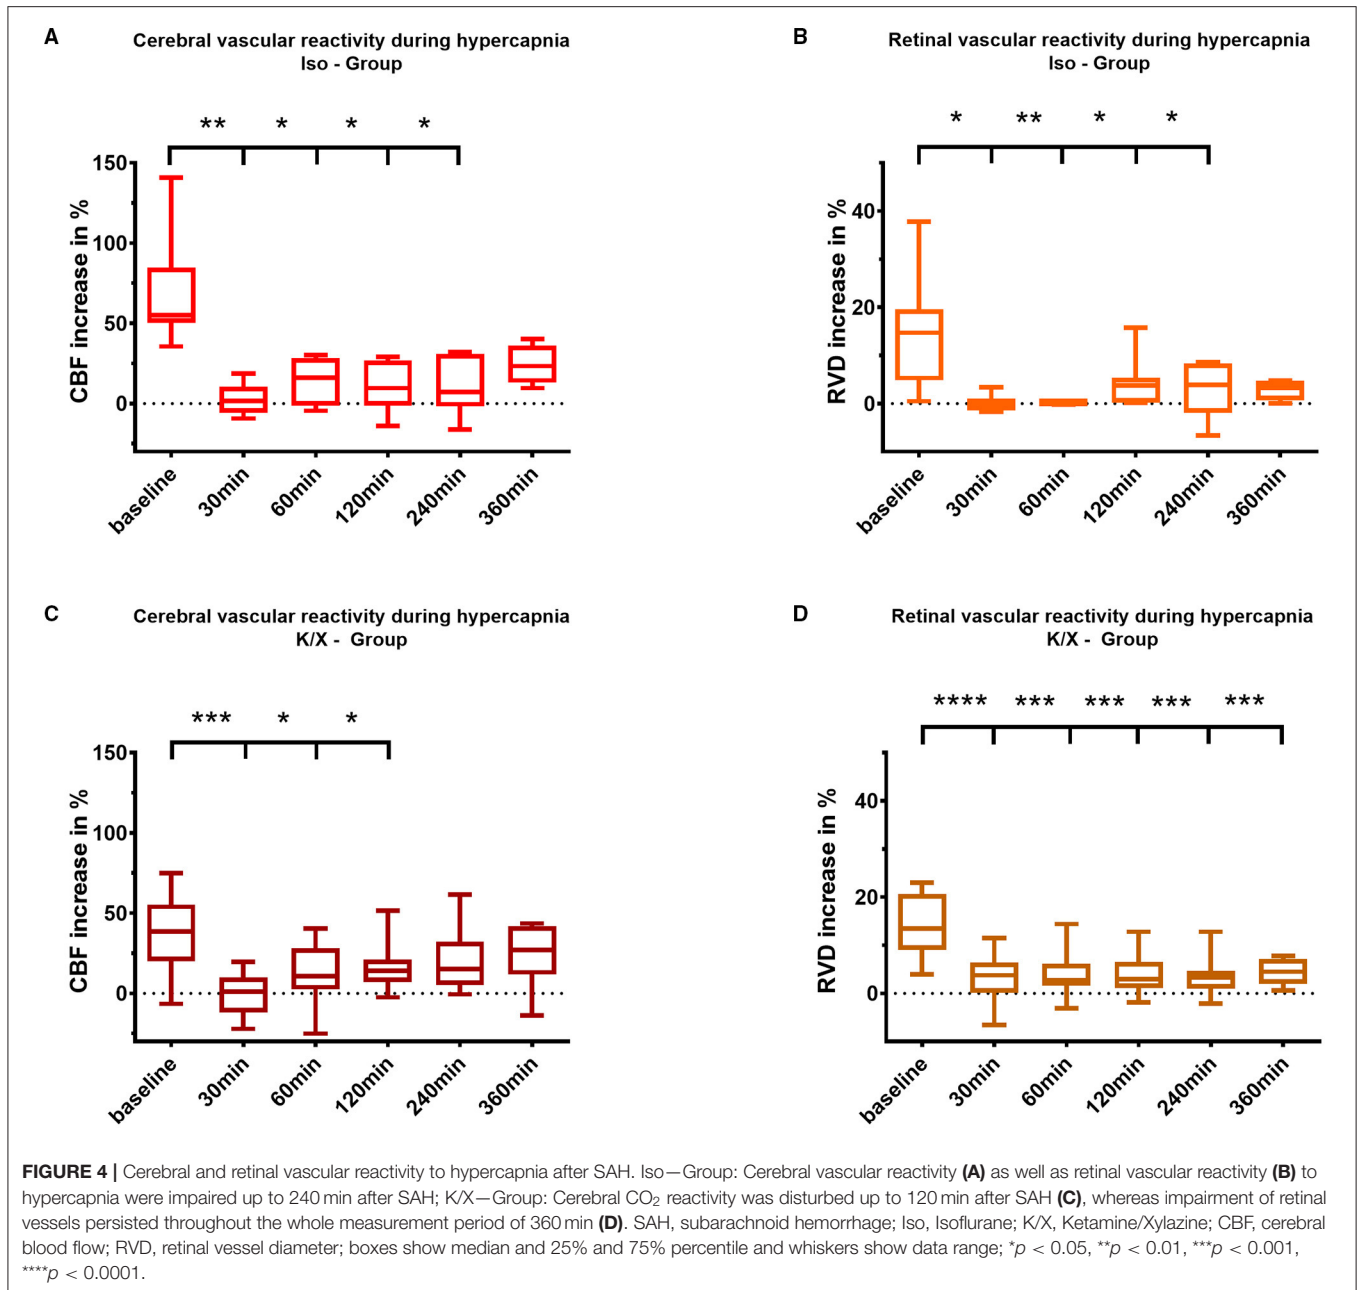 A
Cerebral vascular reactivity during hypercapnia
Iso - Group
** * * *
CBF increase in %
150
100
50
0
baseline
30min
60min
120min
240min
360min
B
Retinal vascular reactivity during hypercapnia
Iso - Group
* ** * *
RVD increase in %
40
20
0
baseline
30min
60min
120min
240min
360min
C
Cerebral vascular reactivity during hypercapnia
K/X - Group
*** * *
CBF increase in %
150
100
50
0
baseline
30min
60min
120min
240min
360min
D
Retinal vascular reactivity during hypercapnia
K/X - Group
**** *** *** *** ***
RVD increase in %
40
20
0
baseline
30min
60min
120min
240min
360min
FIGURE 4 | Cerebral and retinal vascular reactivity to hypercapnia after SAH. Iso—Group: Cerebral vascular reactivity (A) as well as retinal vascular reactivity (B) to
hypercapnia were impaired up to 240 min after SAH; K/X—Group: Cerebral CO₂ reactivity was disturbed up to 120 min after SAH (C), whereas impairment of retinal
vessels persisted throughout the whole measurement period of 360 min (D). SAH, subarachnoid hemorrhage; Iso, Isoflurane; K/X, Ketamine/Xylazine; CBF, cerebral
blood flow; RVD, retinal vessel diameter; boxes show median and 25% and 75% percentile and whiskers show data range; *p < 0.05, **p < 0.01, ***p < 0.001,
****p < 0.0001.